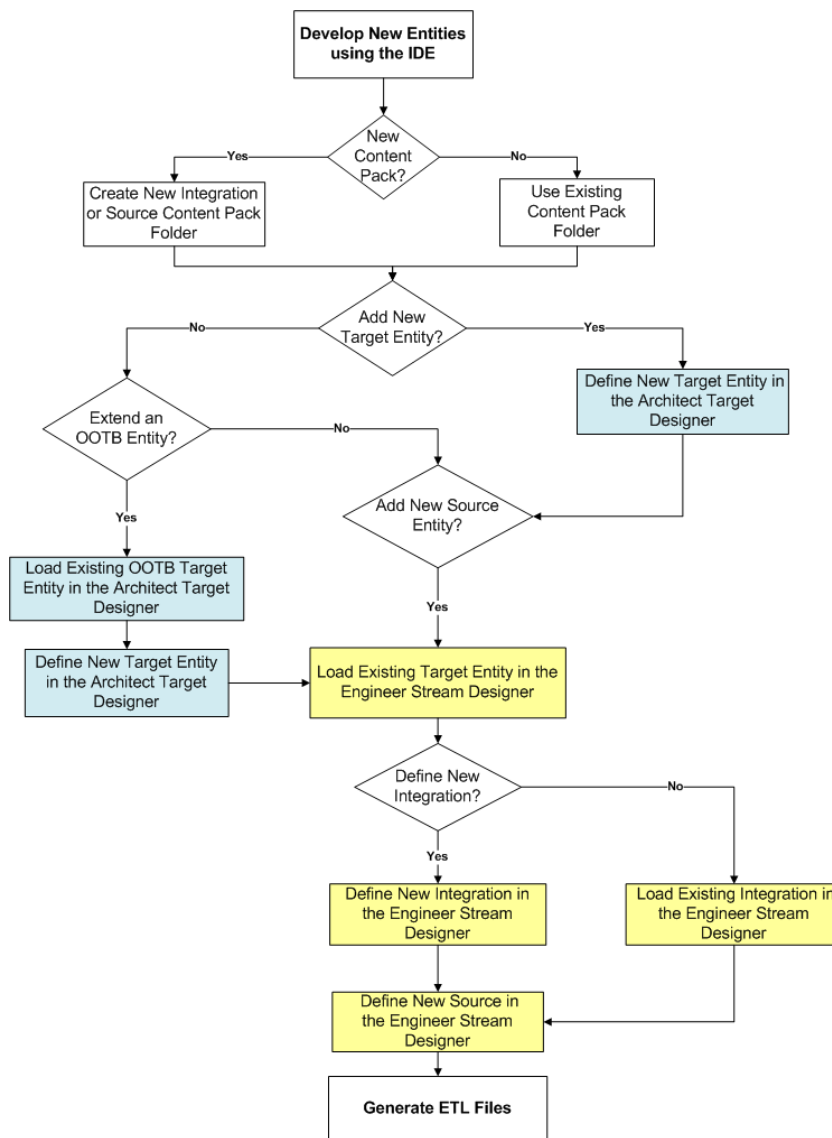 Develop New Entities
using the IDE
New
Content
Pack?
Yes
No
Create New Integration
or Source Content Pack
Folder
Use Existing
Content Pack
Folder
Add New
Target Entity?
No
Yes
Define New Target Entity in
the Architect Target
Designer
Extend an
OOTB Entity?
No
Add New Source
Entity?
Yes
Load Existing OOTB Target
Entity in the Architect Target
Designer
Yes
Define New Target Entity
in the Architect Target
Designer
Load Existing Target Entity in the
Engineer Stream Designer
Define New
Integration?
No
Yes
Define New Integration in
the Engineer Stream
Designer
Load Existing Integration in
the Engineer Stream
Designer
Define New Source in
the Engineer Stream
Designer
Generate ETL Files